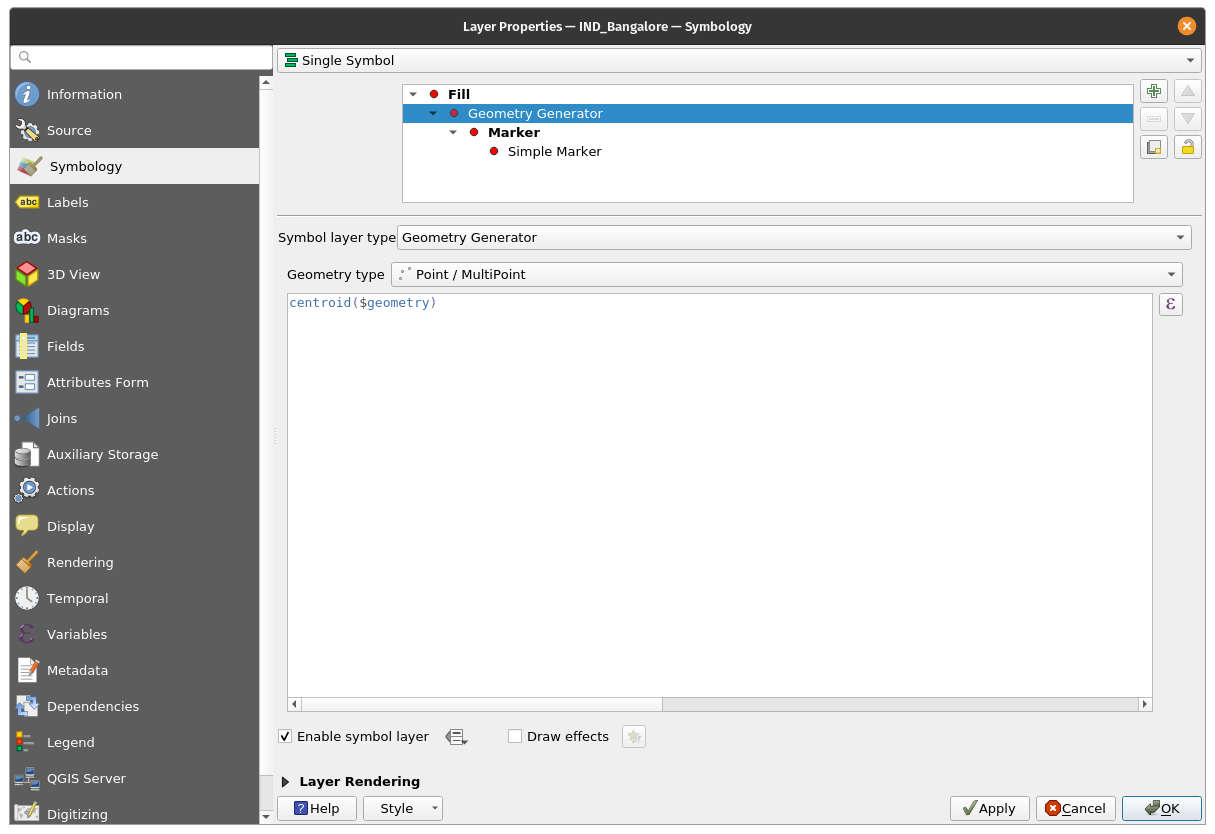 Layer Properties — IND_Bangalore — Symbology
Information
Source
Symbology
abc Labels
abc Masks
3D View
Diagrams
Fields
Attributes Form
Joins
Auxiliary Storage
Actions
Display
Rendering
Temporal
Variables
Metadata
Dependencies
Legend
QGIS Server
Digitizing
Single Symbol
Fill
Geometry Generator
Marker
Simple Marker
Symbol layer type Geometry Generator
Geometry type Point / MultiPoint
centroid($geometry)
ε
Enable symbol layer Draw effects
Layer Rendering
Help Style Apply Cancel OK